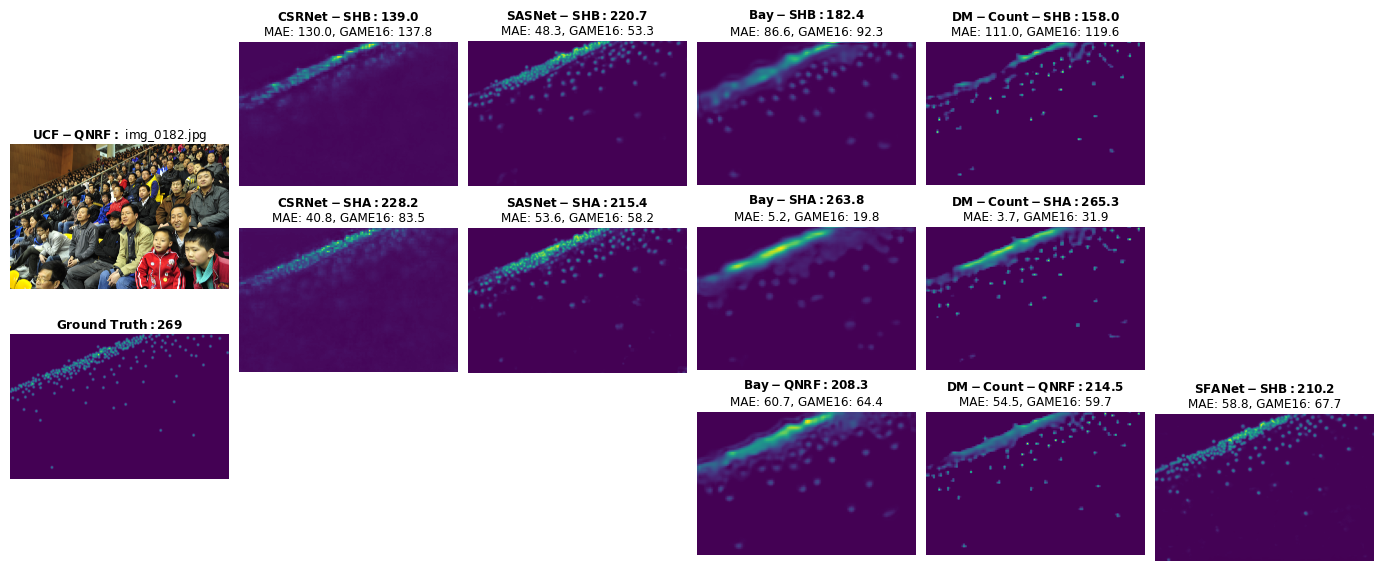 CSRNet−SHB: 139.0
MAE: 130.0, GAME16: 137.8
SASNet−SHB: 220.7
MAE: 48.3, GAME16: 53.3
Bay−SHB: 182.4
MAE: 86.6, GAME16: 92.3
DM−Count−SHB: 158.0
MAE: 111.0, GAME16: 119.6
UCF−QNRF: img_0182.jpg
CSRNet−SHA: 228.2
MAE: 40.8, GAME16: 83.5
SASNet−SHA: 215.4
MAE: 53.6, GAME16: 58.2
Bay−SHA: 263.8
MAE: 5.2, GAME16: 19.8
DM−Count−SHA: 265.3
MAE: 3.7, GAME16: 31.9
Ground Truth: 269
Bay−QNRF: 208.3
MAE: 60.7, GAME16: 64.4
DM−Count−QNRF: 214.5
MAE: 54.5, GAME16: 59.7
SFANet−SHB: 210.2
MAE: 58.8, GAME16: 67.7